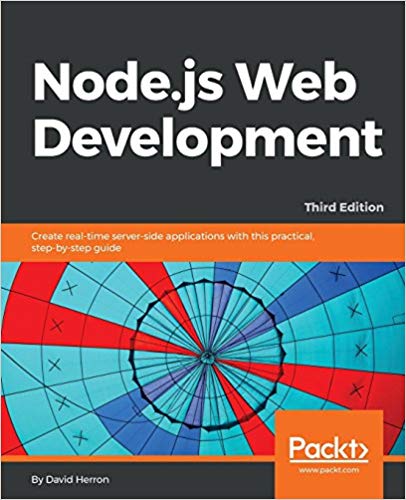 Node.js Web
Development
Third Edition
Create real-time server-side applications with this practical,
step-by-step guide
Packt>
www.packt.com
By David Herron